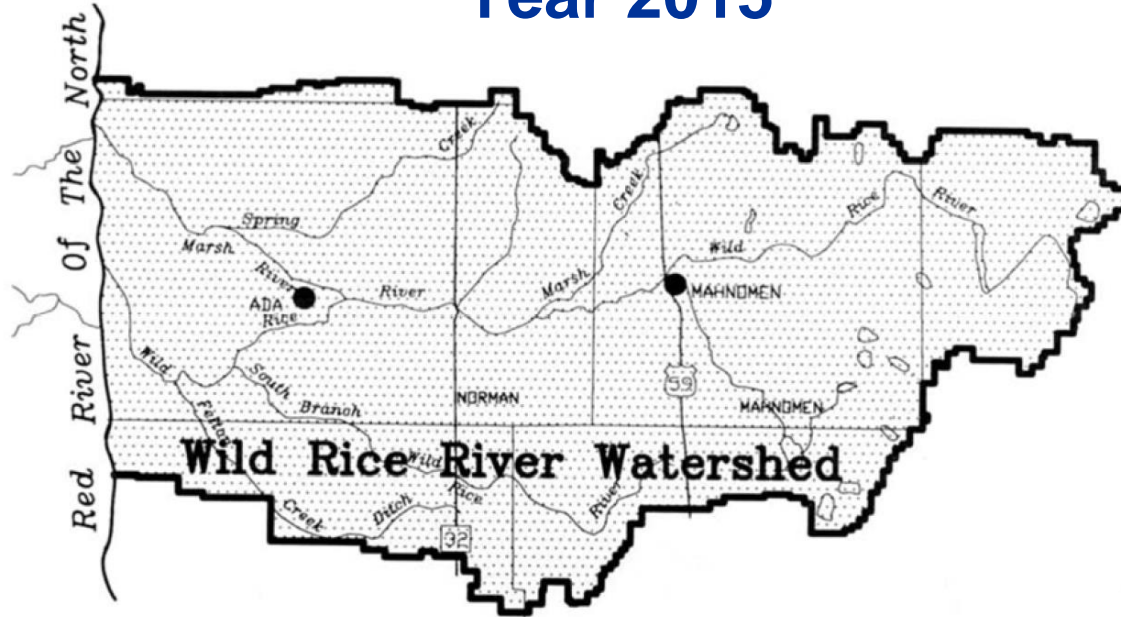 Year 2015
Red River Of The North
Creek
Spring
Marsh
River
River
ADA
Rice
Wild
South
Branch
Felton
Creek
Ditch
Wild
Rice
River
NORMAN
32
Marsh
Creek
Wild
Rice
River
MAHNOMEN
59
MAHNOMEN
Wild Rice River Watershed